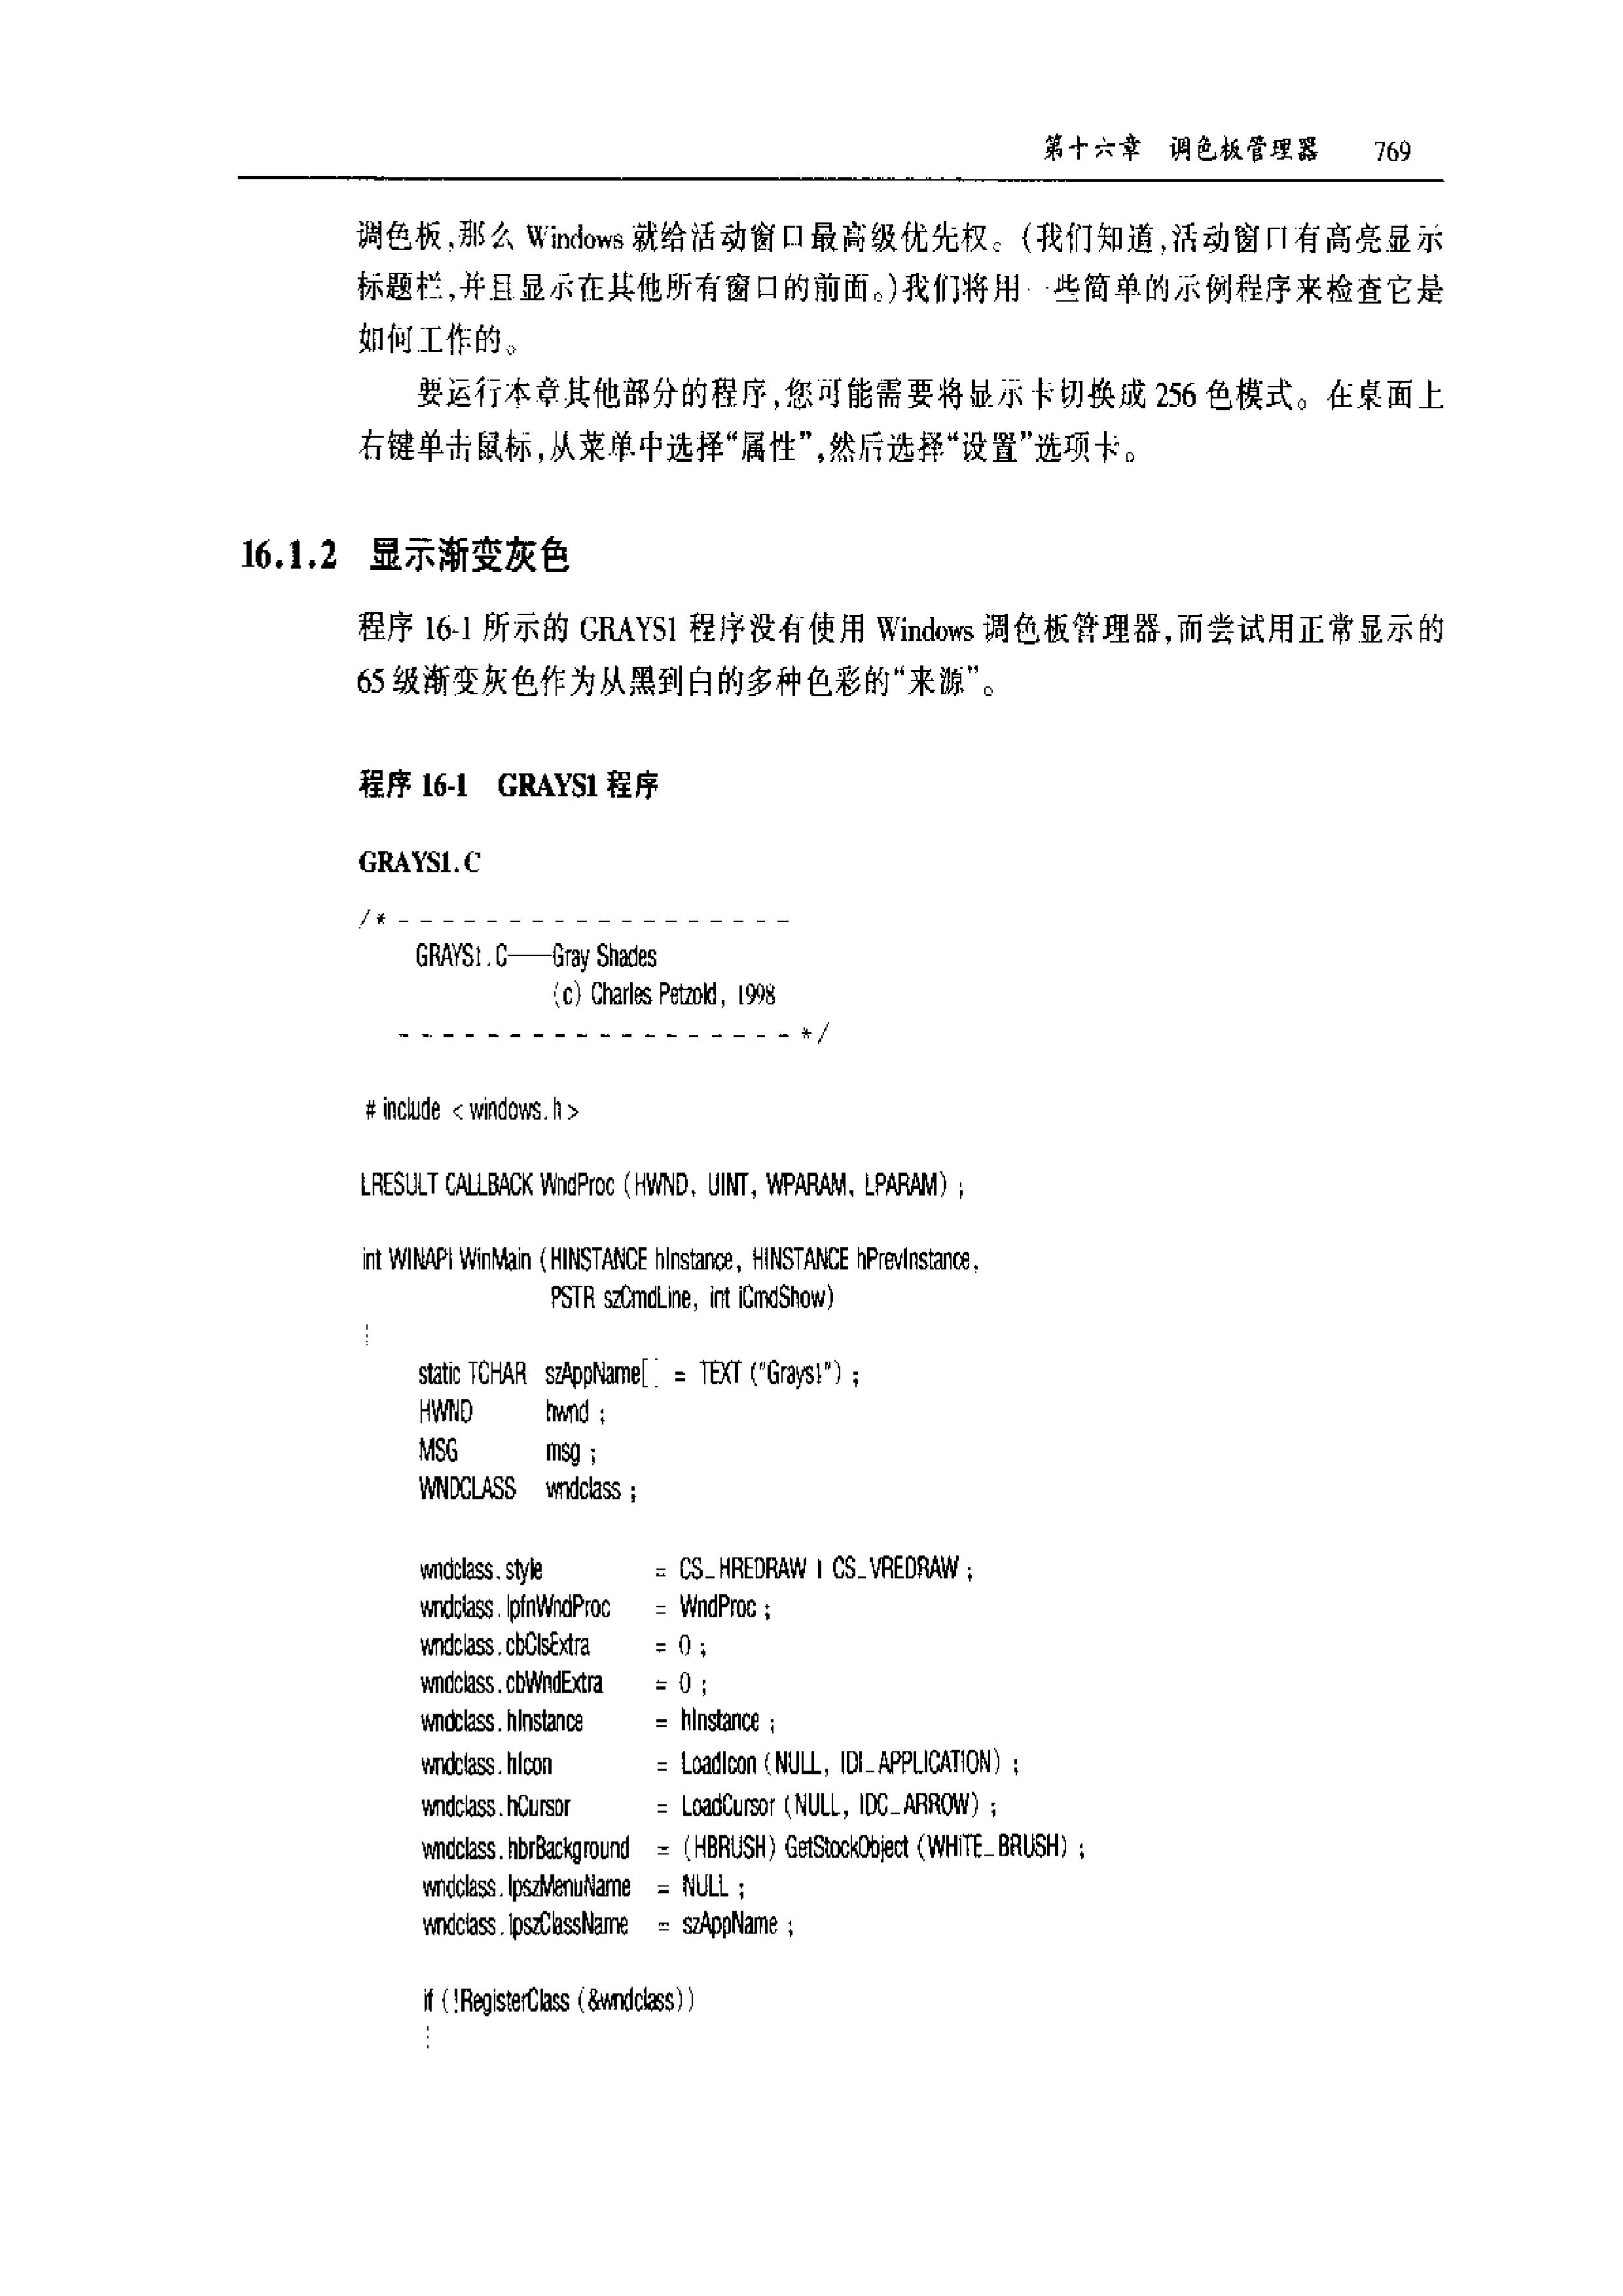 第十六章 调色板管理器 769
调色板,那么 Windows 就给活动窗口最高级优先权。(我们知道,活动窗口有高亮显示
标题栏,并且显示在其他所有窗口的前面。)我们将用一些简单的示例程序来检查它是
如何工作的。
要运行本章其他部分的程序,您可能需要将显示卡切换成 256 色模式。在桌面上
右键单击鼠标,从菜单中选择“属性”,然后选择“设置”选项卡。
16.1.2 显示渐变灰色
程序 16-1 所示的 GRAYS1 程序没有使用 Windows 调色板管理器,而尝试用正常显示的
65 级渐变灰色作为从黑到白的多种色彩的“来源”。
程序 16-1 GRAYS1 程序
GRAYS1.C
/* - - - - - - - - - - - - - - - - - -
GRAYS1.C——Gray Shades
(c) Charles Petzold, 1998
- - - - - - - - - - - - - - - - - - */
# include < windows.h >
LRESULT CALLBACK WndProc (HWND, UINT, WPARAM, LPARAM) ;
int WINAPI WinMain (HINSTANCE hInstance, HINSTANCE hPrevInstance,
PSTR szCmdLine, int iCmdShow)
{
static TCHAR szAppName[] = TEXT ("Grays1") ;
HWND hwnd ;
MSG msg ;
WNDCLASS wndclass ;
wndclass.style = CS_HREDRAW | CS_VREDRAW ;
wndclass.lpfnWndProc = WndProc ;
wndclass.cbClsExtra = 0 ;
wndclass.cbWndExtra = 0 ;
wndclass.hInstance = hInstance ;
wndclass.hIcon = LoadIcon (NULL, IDI_APPLICATION) ;
wndclass.hCursor = LoadCursor (NULL, IDC_ARROW) ;
wndclass.hbrBackground = (HBRUSH) GetStockObject (WHITE_BRUSH) ;
wndclass.lpszMenuName = NULL ;
wndclass.lpszClassName = szAppName ;
if (!RegisterClass (&wndclass))
{